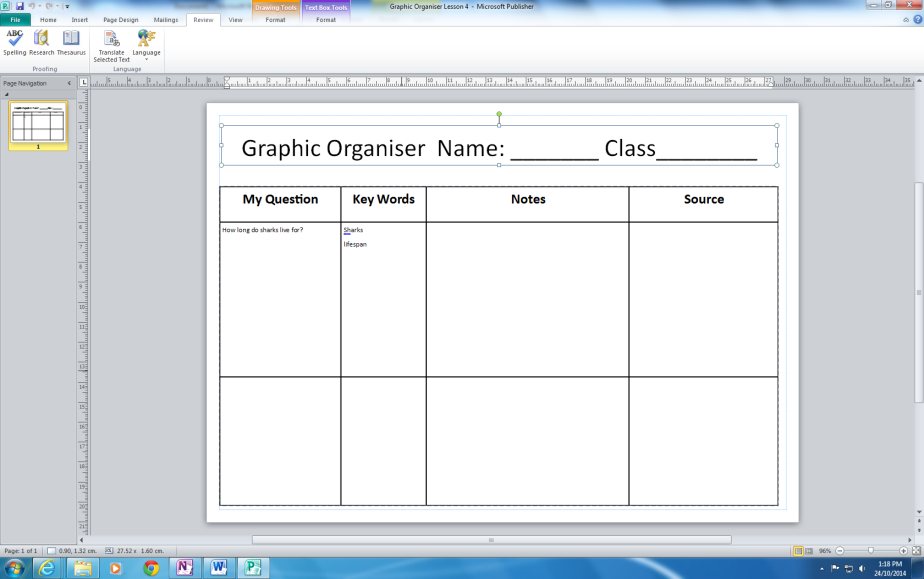 Graphic Organiser Lesson 4 - Microsoft Publisher
Drawing Tools Text Box Tools
File Home Insert Page Design Mailings Review View Format Format
ABC
Spelling Research Thesaurus Translate Selected Text Language
Proofing Language
Page Navigation
1
Graphic Organiser Name: _______ Class________
My Question Key Words Notes Source
How long do sharks live for? Sharks
lifespan
Page: 1 of 1 0.90, 1.32 cm. 27.52 x 1.60 cm. 96%
1:18 PM
24/10/2014